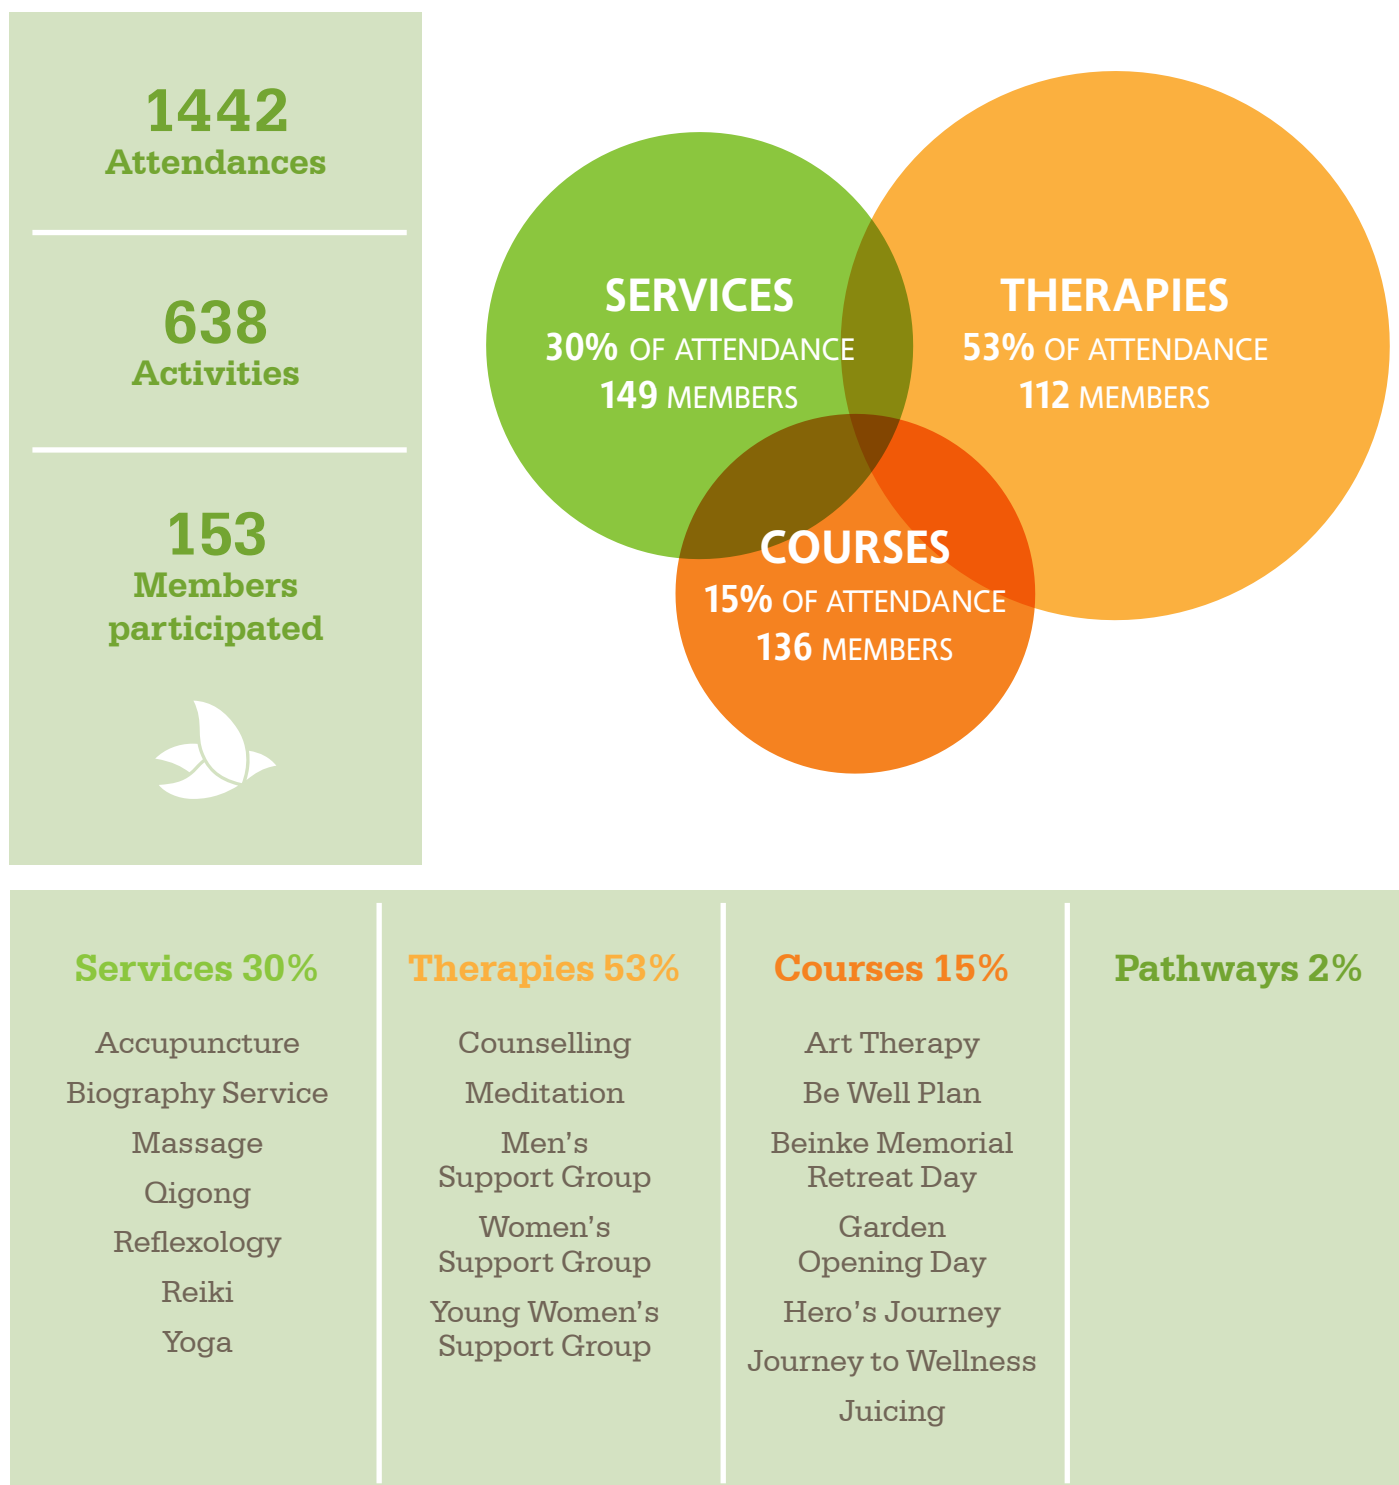 1442
Attendances
638
Activities
153
Members
participated
SERVICES
30% OF ATTENDANCE
149 MEMBERS
THERAPIES
53% OF ATTENDANCE
112 MEMBERS
COURSES
15% OF ATTENDANCE
136 MEMBERS
Services 30%
Accupuncture
Biography Service
Massage
Qigong
Reflexology
Reiki
Yoga
Therapies 53%
Counselling
Meditation
Men’s
Support Group
Women’s
Support Group
Young Women’s
Support Group
Courses 15%
Art Therapy
Be Well Plan
Beinke Memorial
Retreat Day
Garden
Opening Day
Hero’s Journey
Journey to Wellness
Juicing
Pathways 2%